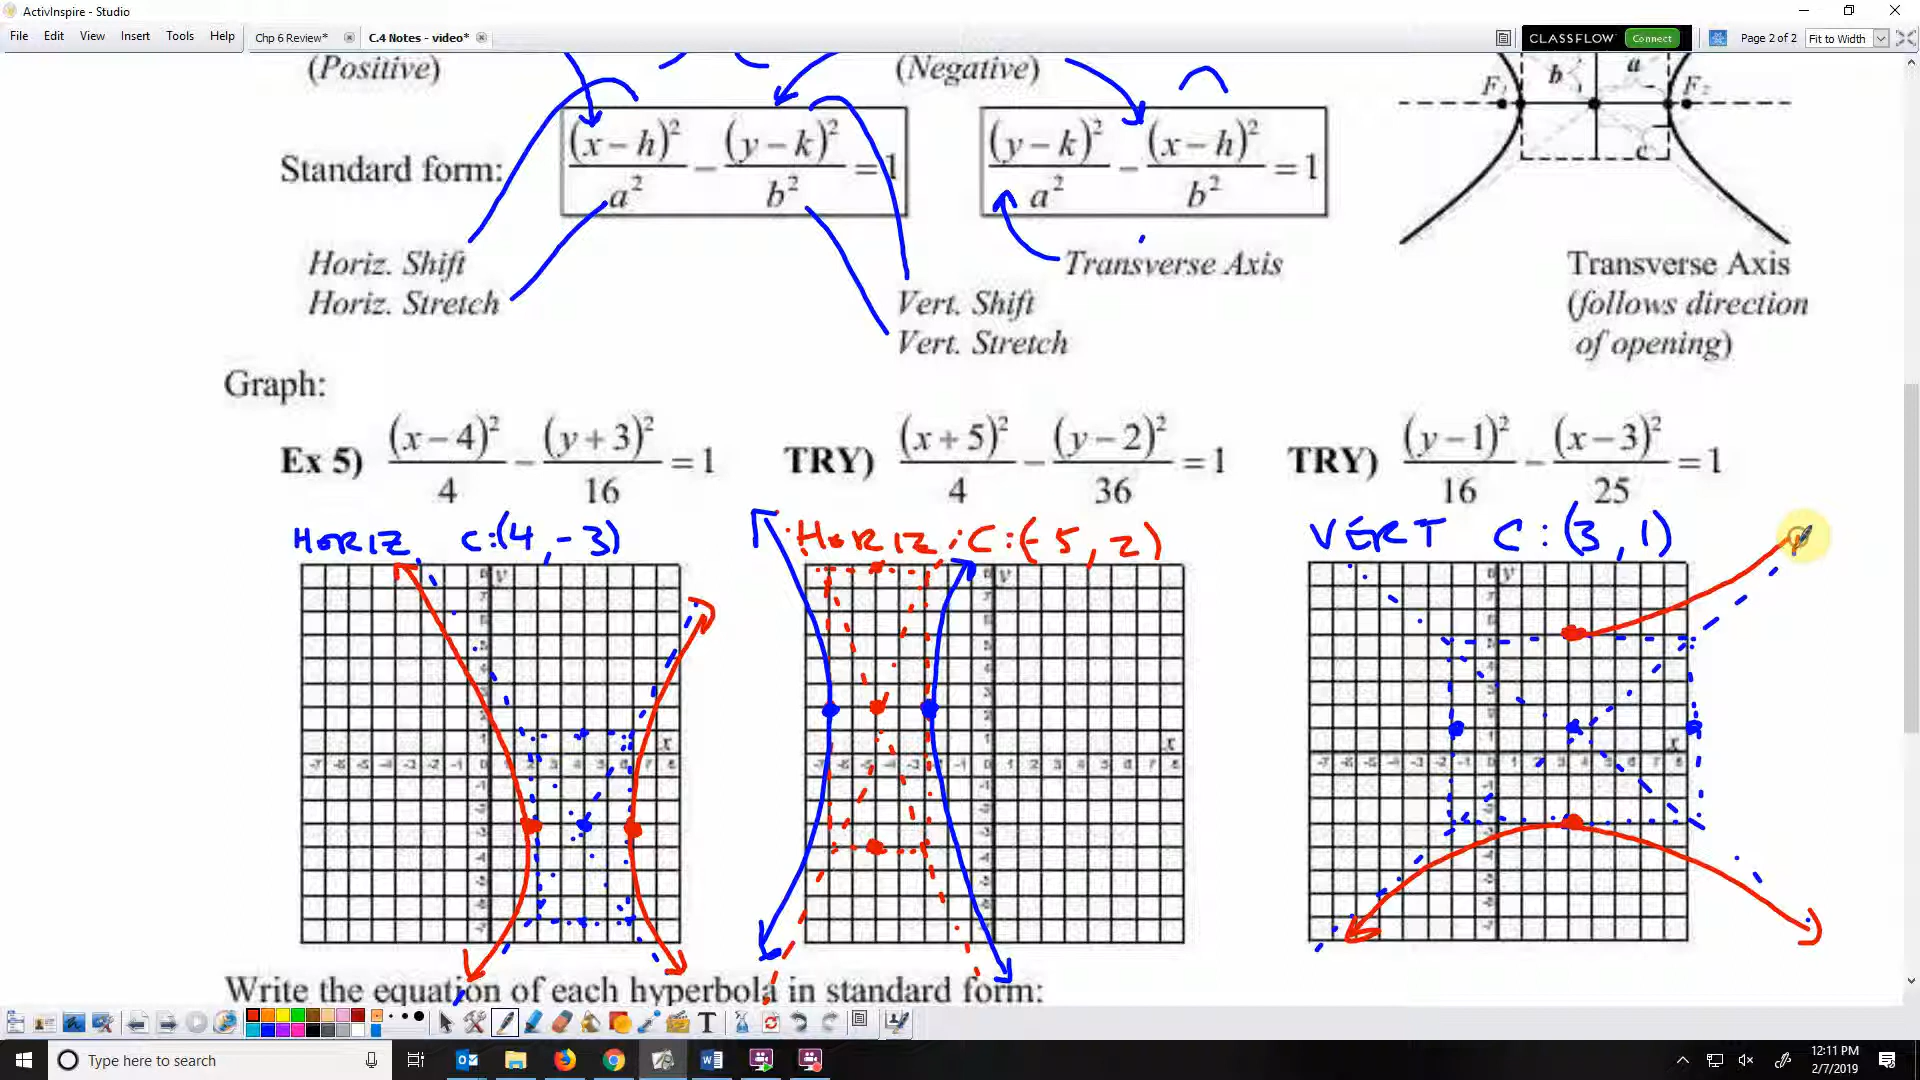 ActivInspire - Studio
File Edit View Insert Tools Help Chp 6 Review* C.4 Notes - video* CLASSFLOW Connect Page 2 of 2 Fit to Width
(Positive) (Negative)
Standard form: (x – h)² / a² – (y – k)² / b² = 1 (y – k)² / a² – (x – h)² / b² = 1
b a F₁ F₂ c
Horiz. Shift
Horiz. Stretch
Vert. Shift
Vert. Stretch
Transverse Axis
Transverse Axis
(follows direction
of opening)
Graph:
Ex 5) (x – 4)² / 4 – (y + 3)² / 16 = 1 TRY) (x + 5)² / 4 – (y – 2)² / 36 = 1 TRY) (y – 1)² / 16 – (x – 3)² / 25 = 1
HORIZ C:(4,-3) HORIZ C:(-5,2) VERT C:(3,1)
Write the equation of each hyperbola in standard form:
Type here to search
12:11 PM
2/7/2019